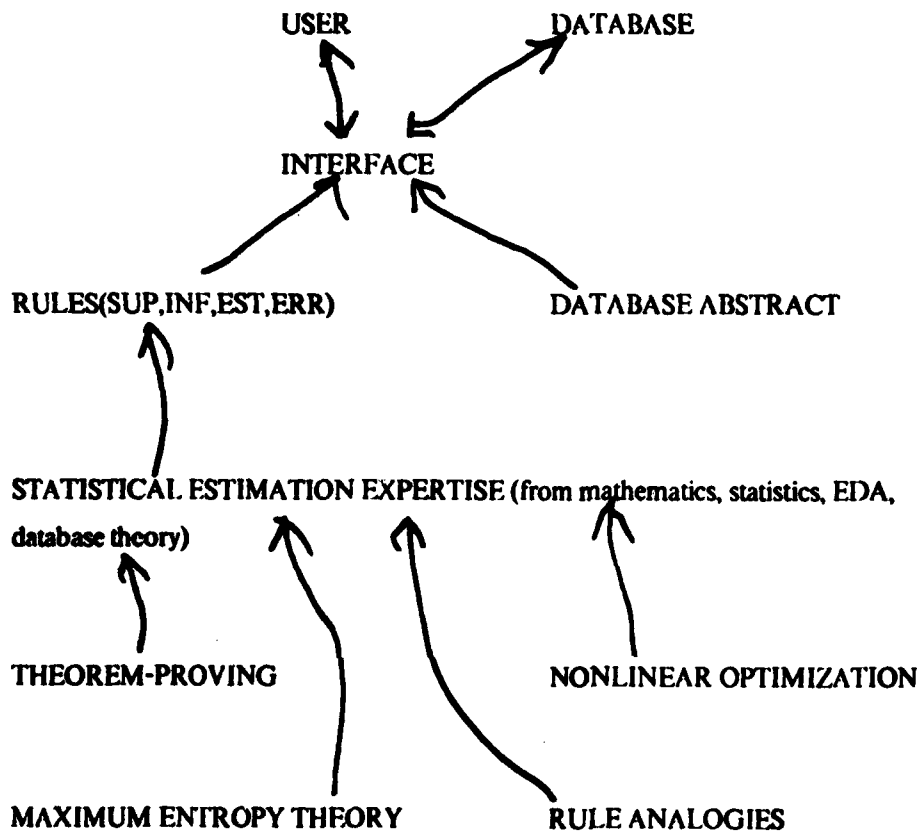 USER
DATABASE
INTERFACE
RULES(SUP,INF,EST,ERR)
DATABASE ABSTRACT
STATISTICAL ESTIMATION EXPERTISE (from mathematics, statistics, EDA,
database theory)
THEOREM-PROVING
NONLINEAR OPTIMIZATION
MAXIMUM ENTROPY THEORY
RULE ANALOGIES